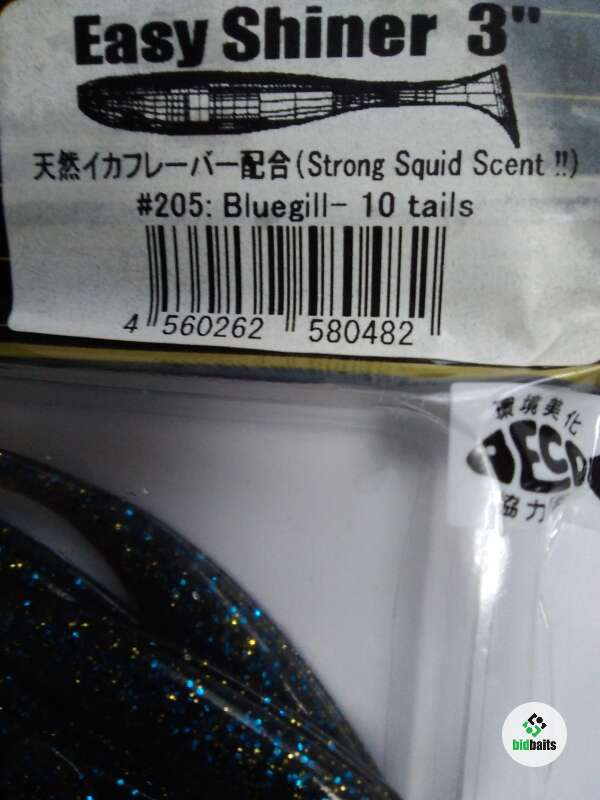 Easy Shiner 3"
天然イカフレーバー配合(Strong Squid Scent !!)
#205: Bluegill- 10 tails
4 560262 580482
環境美化
FECO
協力
bidbaits